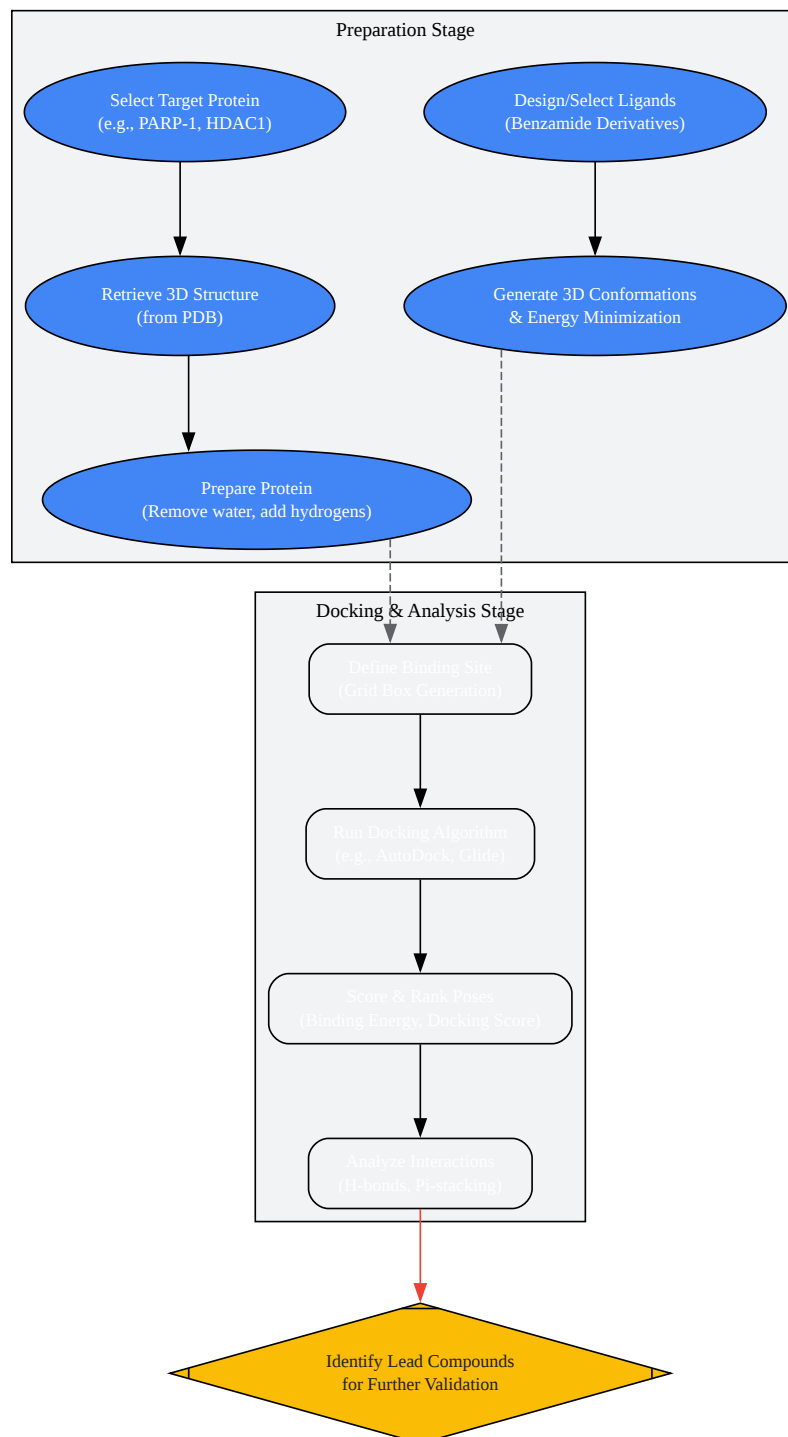 Preparation Stage
Select Target Protein
(e.g., PARP-1, HDAC1)
Design/Select Ligands
(Benzamide Derivatives)
Retrieve 3D Structure
(from PDB)
Generate 3D Conformations
& Energy Minimization
Prepare Protein
(Remove water, add hydrogens)
Docking & Analysis Stage
Define Binding Site
(Grid Box Generation)
Run Docking Algorithm
(e.g., AutoDock, Glide)
Score & Rank Poses
(Binding Energy, Docking Score)
Analyze Interactions
(H-bonds, Pi-stacking)
Identify Lead Compounds
for Further Validation